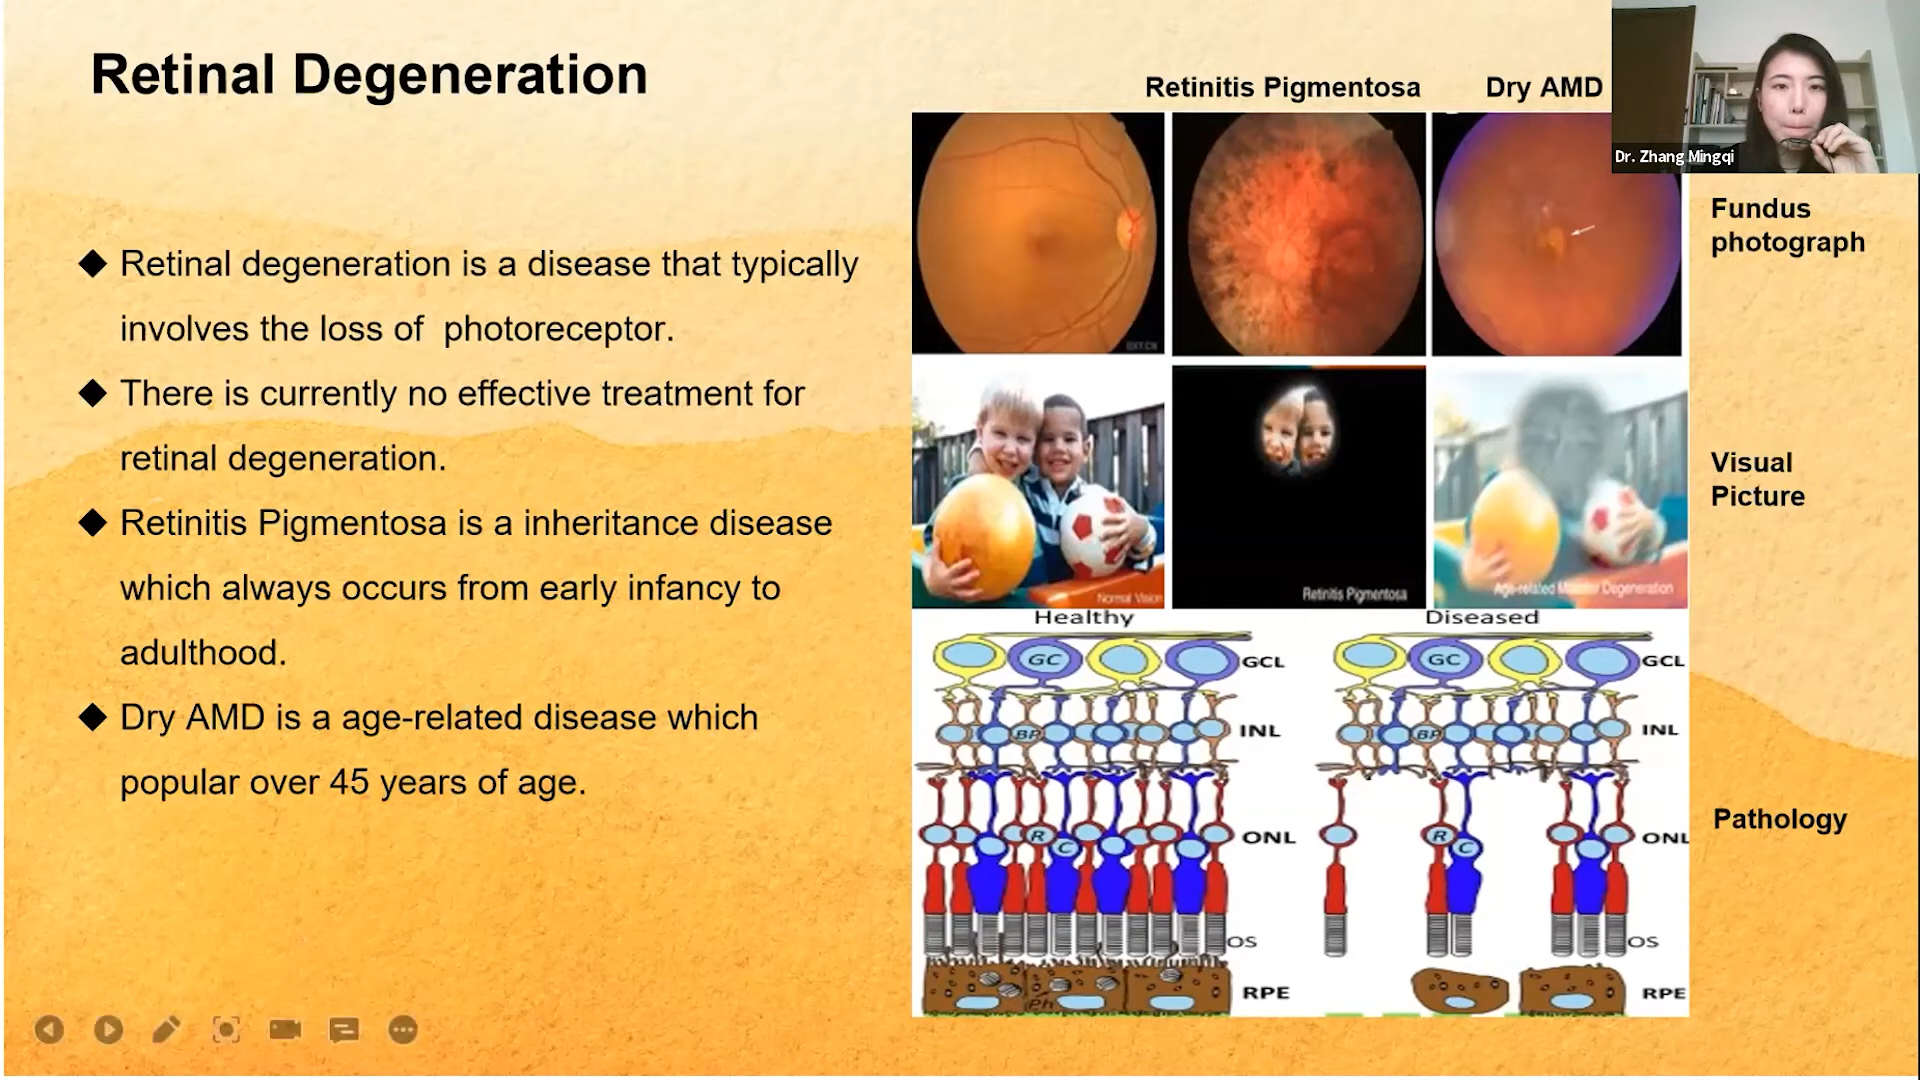 Retinal Degeneration
Retinitis Pigmentosa
Dry AMD
Dr. Zhang Mingqi
◆ Retinal degeneration is a disease that typically
involves the loss of photoreceptor.
◆ There is currently no effective treatment for
retinal degeneration.
◆ Retinitis Pigmentosa is a inheritance disease
which always occurs from early infancy to
adulthood.
◆ Dry AMD is a age-related disease which
popular over 45 years of age.
Fundus
photograph
Normal Vision
Retinitis Pigmentosa
Age-related Macular Degeneration
Visual
Picture
Healthy
Diseased
GC
GCL
GC
GCL
BP
INL
BP
INL
R
C
ONL
R
C
ONL
OS
OS
Ph
RPE
RPE
Pathology